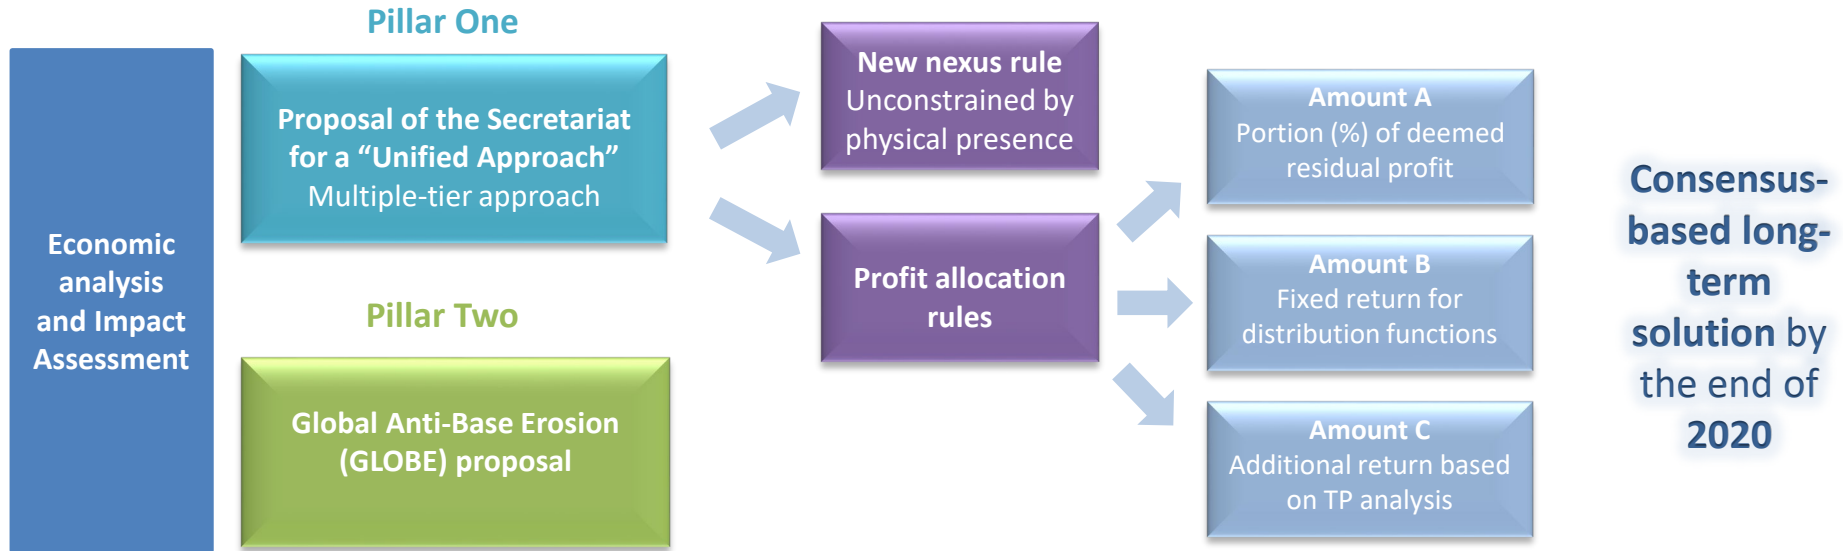 Economic
analysis
and Impact
Assessment
Pillar One
Proposal of the Secretariat
for a “Unified Approach”
Multiple-tier approach
Pillar Two
Global Anti-Base Erosion
(GLOBE) proposal
New nexus rule
Unconstrained by
physical presence
Profit allocation
rules
Amount A
Portion (%) of deemed
residual profit
Amount B
Fixed return for
distribution functions
Amount C
Additional return based
on TP analysis
Consensus-
based long-
term
solution by
the end of
2020